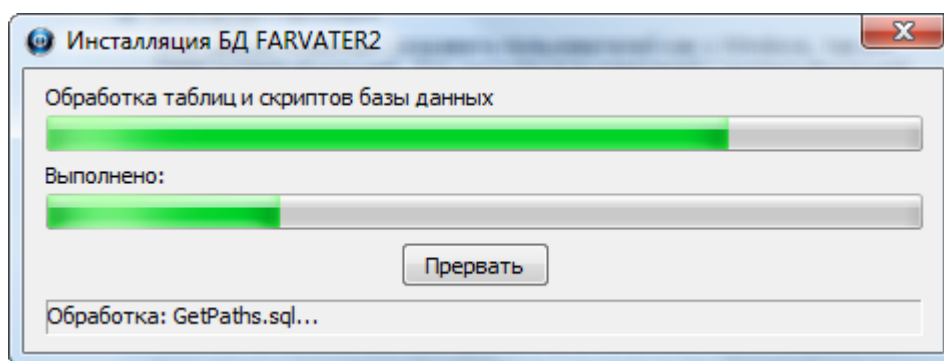 Инсталляция БД FARVATER2
Обработка таблиц и скриптов базы данных
Выполнено:
Прервать
Обработка: GetPaths.sql...